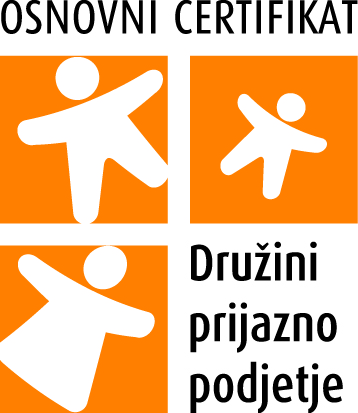 OSNOVNI CERTIFIKAT
Družini
prijazno
podjetje